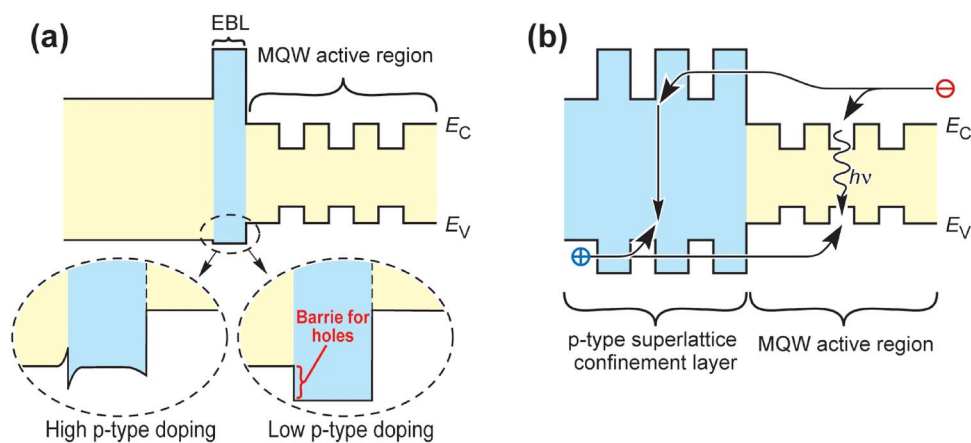 (a)
EBL
MQW active region
E_C
E_V
Barrie for
holes
High p-type doping
Low p-type doping
(b)
⊖
E_C
hν
E_V
⊕
p-type superlattice
confinement layer
MQW active region